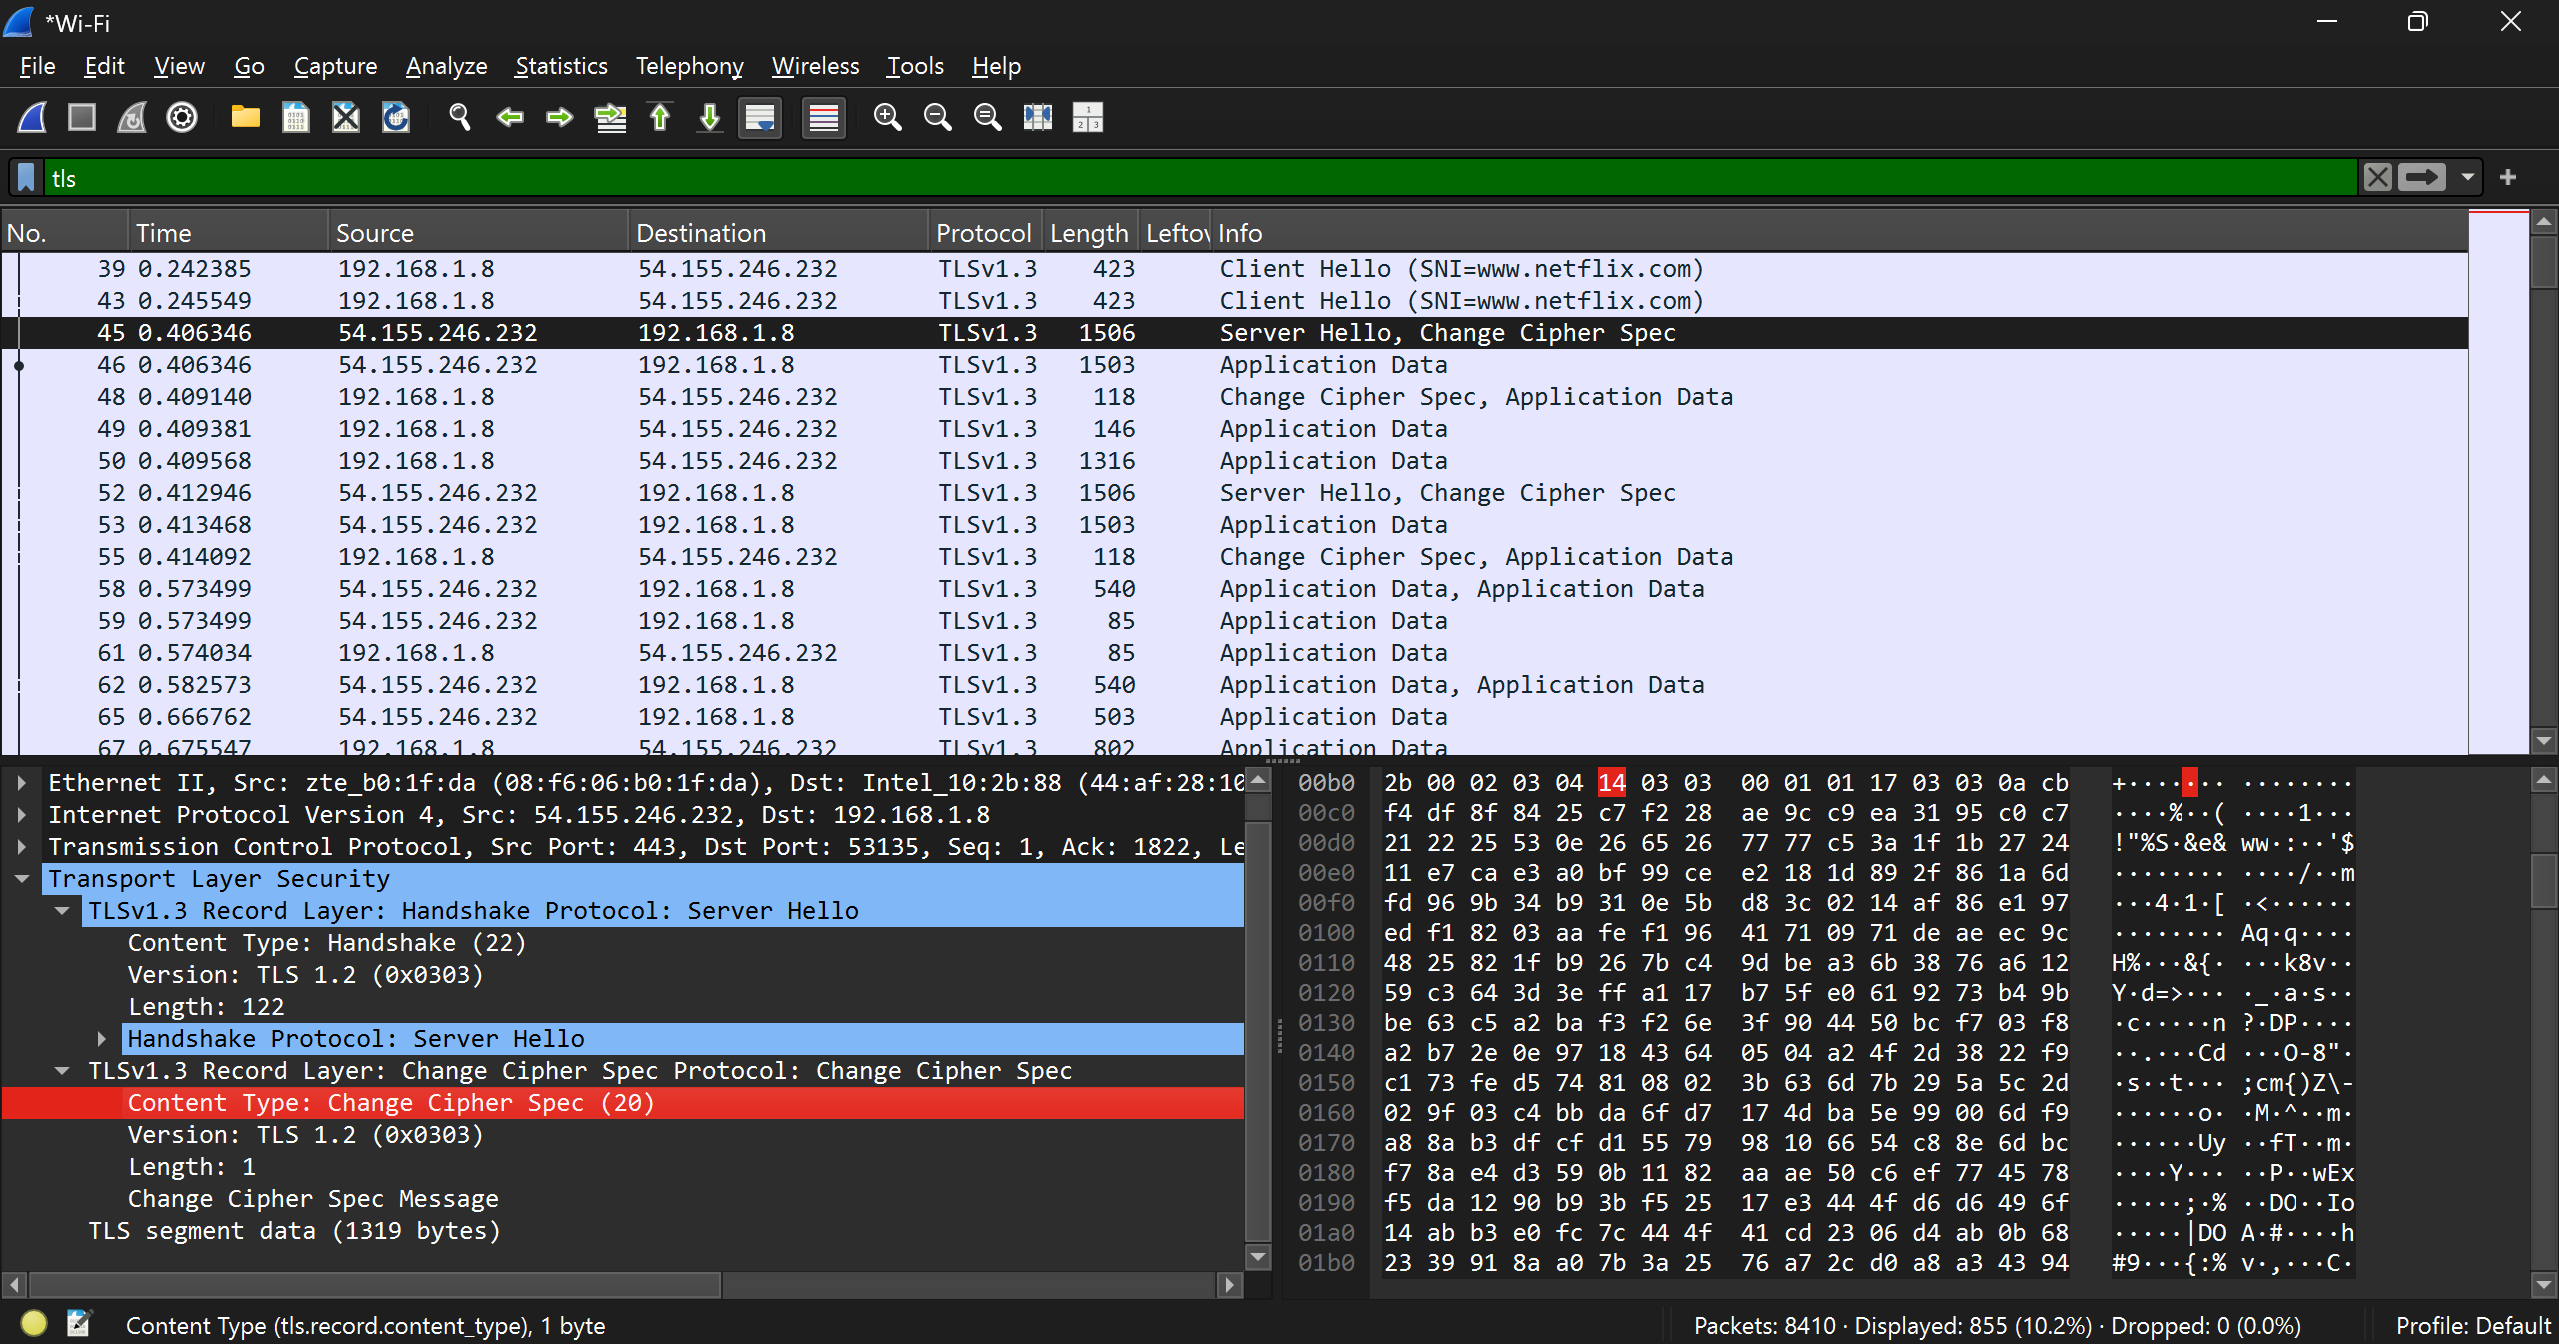 *Wi-Fi
File Edit View Go Capture Analyze Statistics Telephony Wireless Tools Help
tls
No. Time Source Destination Protocol Length Leftov Info
39 0.242385 192.168.1.8 54.155.246.232 TLSv1.3 423 Client Hello (SNI=www.netflix.com)
43 0.245549 192.168.1.8 54.155.246.232 TLSv1.3 423 Client Hello (SNI=www.netflix.com)
45 0.406346 54.155.246.232 192.168.1.8 TLSv1.3 1506 Server Hello, Change Cipher Spec
46 0.406346 54.155.246.232 192.168.1.8 TLSv1.3 1503 Application Data
48 0.409140 192.168.1.8 54.155.246.232 TLSv1.3 118 Change Cipher Spec, Application Data
49 0.409381 192.168.1.8 54.155.246.232 TLSv1.3 146 Application Data
50 0.409568 192.168.1.8 54.155.246.232 TLSv1.3 1316 Application Data
52 0.412946 54.155.246.232 192.168.1.8 TLSv1.3 1506 Server Hello, Change Cipher Spec
53 0.413468 54.155.246.232 192.168.1.8 TLSv1.3 1503 Application Data
55 0.414092 192.168.1.8 54.155.246.232 TLSv1.3 118 Change Cipher Spec, Application Data
58 0.573499 54.155.246.232 192.168.1.8 TLSv1.3 540 Application Data, Application Data
59 0.573499 54.155.246.232 192.168.1.8 TLSv1.3 85 Application Data
61 0.574034 192.168.1.8 54.155.246.232 TLSv1.3 85 Application Data
62 0.582573 54.155.246.232 192.168.1.8 TLSv1.3 540 Application Data, Application Data
65 0.666762 54.155.246.232 192.168.1.8 TLSv1.3 503 Application Data
67 0.675547 192.168.1.8 54.155.246.232 TLSv1.3 802 Application Data
Ethernet II, Src: zte_b0:1f:da (08:f6:06:b0:1f:da), Dst: Intel_10:2b:88 (44:af:28:10
Internet Protocol Version 4, Src: 54.155.246.232, Dst: 192.168.1.8
Transmission Control Protocol, Src Port: 443, Dst Port: 53135, Seq: 1, Ack: 1822, Le
Transport Layer Security
TLSv1.3 Record Layer: Handshake Protocol: Server Hello
Content Type: Handshake (22)
Version: TLS 1.2 (0x0303)
Length: 122
Handshake Protocol: Server Hello
TLSv1.3 Record Layer: Change Cipher Spec Protocol: Change Cipher Spec
Content Type: Change Cipher Spec (20)
Version: TLS 1.2 (0x0303)
Length: 1
Change Cipher Spec Message
TLS segment data (1319 bytes)
00b0 2b 00 02 03 04 14 03 03 00 01 01 17 03 03 0a cb +······· ········
00c0 f4 df 8f 84 25 c7 f2 28 ae 9c c9 ea 31 95 c0 c7 ····%··( ····1···
00d0 21 22 25 53 0e 26 65 26 77 77 c5 3a 1f 1b 27 24 !"%S·&e& ww·:··'$
00e0 11 e7 ca e3 a0 bf 99 ce e2 18 1d 89 2f 86 1a 6d ········ ····/··m
00f0 fd 96 9b 34 b9 31 0e 5b d8 3c 02 14 af 86 e1 97 ···4·1·[ ·<······
0100 ed f1 82 03 aa fe f1 96 41 71 09 71 de ae ec 9c ········ Aq·q····
0110 48 25 82 1f b9 26 7b c4 9d be a3 6b 38 76 a6 12 H%···&{· ···k8v··
0120 59 c3 64 3d 3e ff a1 17 b7 5f e0 61 92 73 b4 9b Y·d=>··· ·_·a·s··
0130 be 63 c5 a2 ba f3 f2 6e 3f 90 44 50 bc f7 03 f8 ·c·····n ?·DP····
0140 a2 b7 2e 0e 97 18 43 64 05 04 a2 4f 2d 38 22 f9 ··.···Cd ···O-8"·
0150 c1 73 fe d5 74 81 08 02 3b 63 6d 7b 29 5a 5c 2d ·s··t··· ;cm{)Z\-
0160 02 9f 03 c4 bb da 6f d7 17 4d ba 5e 99 00 6d f9 ······o· ·M·^··m·
0170 a8 8a b3 df cf d1 55 79 98 10 66 54 c8 8e 6d bc ······Uy ··fT··m·
0180 f7 8a e4 d3 59 0b 11 82 aa ae 50 c6 ef 77 45 78 ····Y··· ··P··wEx
0190 f5 da 12 90 b9 3b f5 25 17 e3 44 4f d6 d6 49 6f ·····;·% ··DO··Io
01a0 14 ab b3 e0 fc 7c 44 4f 41 cd 23 06 d4 ab 0b 68 ·····|DO A·#····h
01b0 23 39 91 8a a0 7b 3a 25 76 a7 2c d0 a8 a3 43 94 #9···{:% v·,···C·
Content Type (tls.record.content_type), 1 byte
Packets: 8410 · Displayed: 855 (10.2%) · Dropped: 0 (0.0%)
Profile: Default